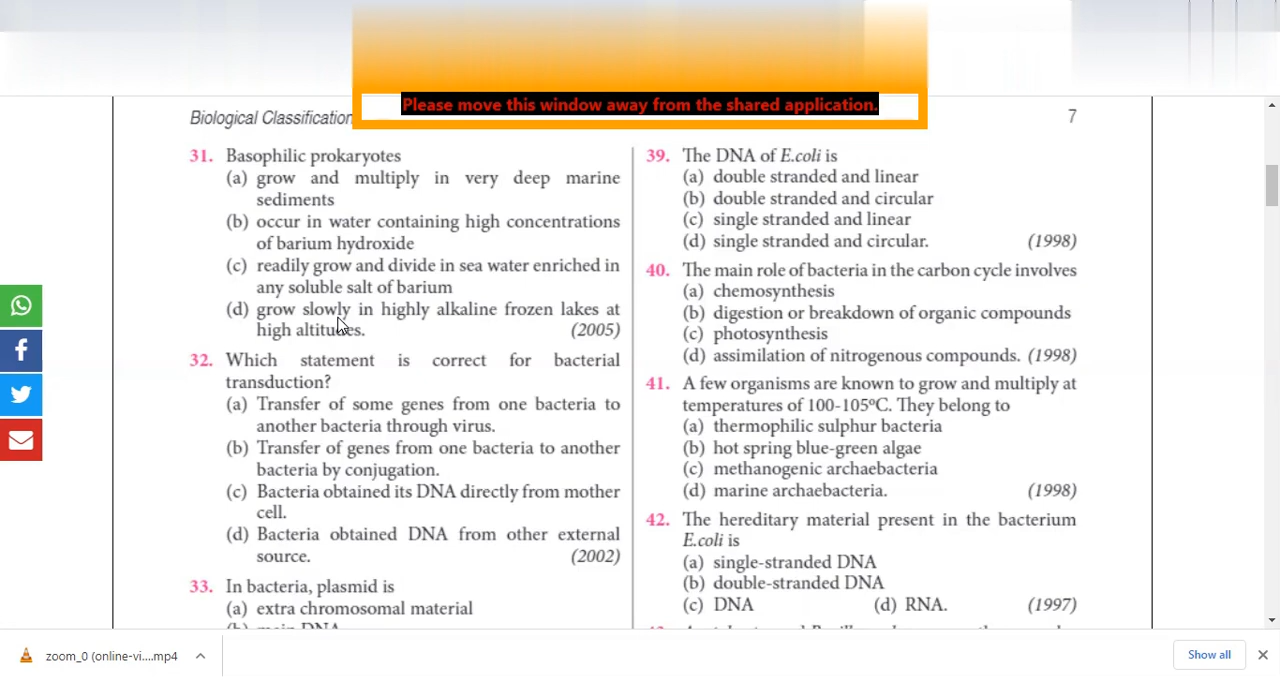 Please move this window away from the shared application.
Biological Classification
7
31. Basophilic prokaryotes
(a) grow and multiply in very deep marine
sediments
(b) occur in water containing high concentrations
of barium hydroxide
(c) readily grow and divide in sea water enriched in
any soluble salt of barium
(d) grow slowly in highly alkaline frozen lakes at
high altitudes. (2005)
32. Which statement is correct for bacterial
transduction?
(a) Transfer of some genes from one bacteria to
another bacteria through virus.
(b) Transfer of genes from one bacteria to another
bacteria by conjugation.
(c) Bacteria obtained its DNA directly from mother
cell.
(d) Bacteria obtained DNA from other external
source. (2002)
33. In bacteria, plasmid is
(a) extra chromosomal material
(b) main DNA
39. The DNA of E.coli is
(a) double stranded and linear
(b) double stranded and circular
(c) single stranded and linear
(d) single stranded and circular. (1998)
40. The main role of bacteria in the carbon cycle involves
(a) chemosynthesis
(b) digestion or breakdown of organic compounds
(c) photosynthesis
(d) assimilation of nitrogenous compounds. (1998)
41. A few organisms are known to grow and multiply at
temperatures of 100-105ºC. They belong to
(a) thermophilic sulphur bacteria
(b) hot spring blue-green algae
(c) methanogenic archaebacteria
(d) marine archaebacteria. (1998)
42. The hereditary material present in the bacterium
E.coli is
(a) single-stranded DNA
(b) double-stranded DNA
(c) DNA (d) RNA. (1997)
zoom_0 (online-vi....mp4
Show all